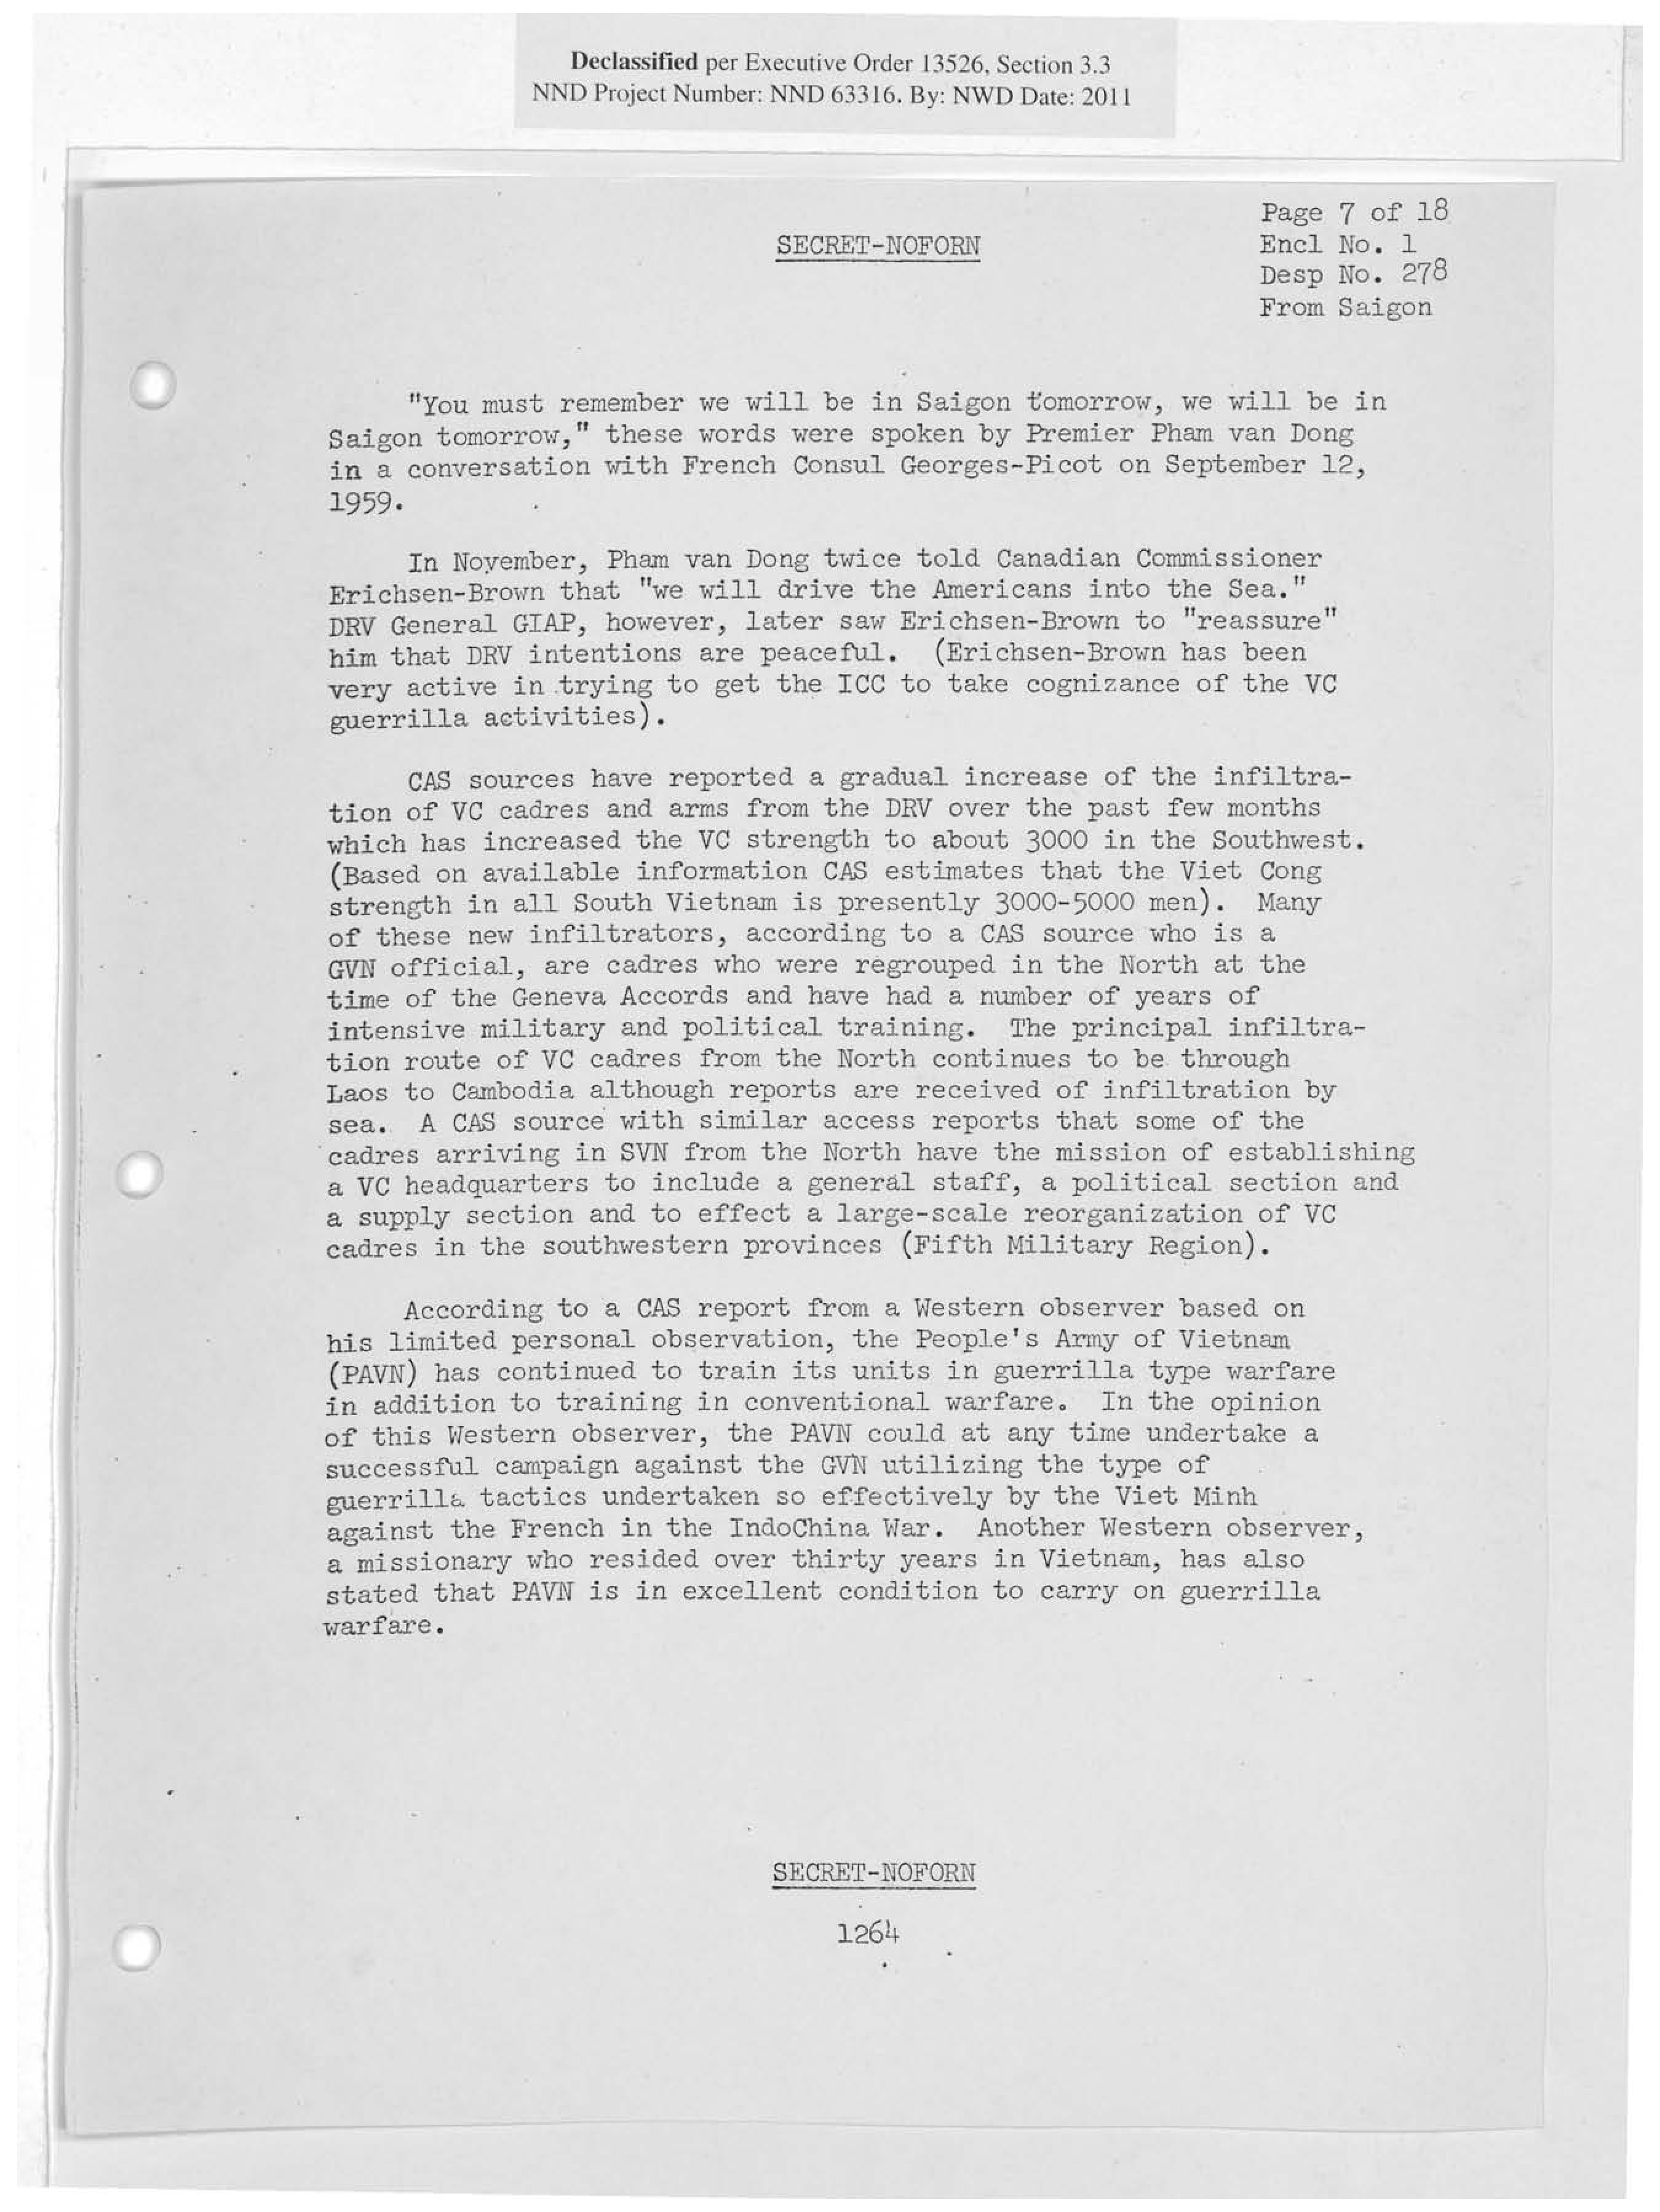 Declassified per Executive Order 13526, Section 3.3
NND Project Number: NND 63316. By: NWD Date: 2011
Page 7 of 18
SECRET-NOFORN
Encl No. 1
Desp No. 278
From Saigon
"You must remember we will be in Saigon tomorrow, we will be in
Saigon tomorrow," these words were spoken by Premier Pham van Dong
in a conversation with French Consul Georges-Picot on September 12,
1959.
In November, Pham van Dong twice told Canadian Commissioner
Erichsen-Brown that "we will drive the Americans into the Sea."
DRV General GIAP, however, later saw Erichsen-Brown to "reassure"
him that DRV intentions are peaceful. (Erichsen-Brown has been
very active in trying to get the ICC to take cognizance of the VC
guerrilla activities).
CAS sources have reported a gradual increase of the infiltra-
tion of VC cadres and arms from the DRV over the past few months
which has increased the VC strength to about 3000 in the Southwest.
(Based on available information CAS estimates that the Viet Cong
strength in all South Vietnam is presently 3000-5000 men). Many
of these new infiltrators, according to a CAS source who is a
GVN official, are cadres who were regrouped in the North at the
time of the Geneva Accords and have had a number of years of
intensive military and political training. The principal infiltra-
tion route of VC cadres from the North continues to be through
Laos to Cambodia although reports are received of infiltration by
sea. A CAS source with similar access reports that some of the
cadres arriving in SVN from the North have the mission of establishing
a VC headquarters to include a general staff, a political section and
a supply section and to effect a large-scale reorganization of VC
cadres in the southwestern provinces (Fifth Military Region).
According to a CAS report from a Western observer based on
his limited personal observation, the People's Army of Vietnam
(PAVN) has continued to train its units in guerrilla type warfare
in addition to training in conventional warfare. In the opinion
of this Western observer, the PAVN could at any time undertake a
successful campaign against the GVN utilizing the type of
guerrilla tactics undertaken so effectively by the Viet Minh
against the French in the IndoChina War. Another Western observer,
a missionary who resided over thirty years in Vietnam, has also
stated that PAVN is in excellent condition to carry on guerrilla
warfare.
SECRET-NOFORN
1264